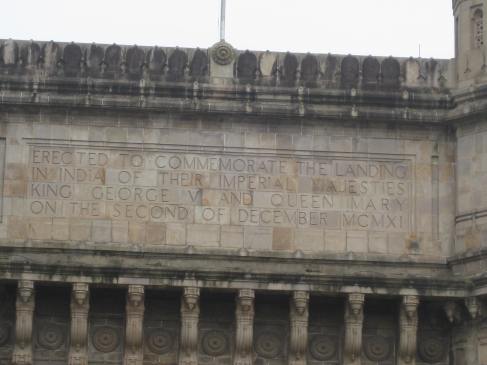 ERECTED TO COMMEMORATE THE LANDING
IN INDIA OF THEIR IMPERIAL MAJESTIES
KING GEORGE V AND QUEEN MARY
ON THE SECOND OF DECEMBER MCMXI